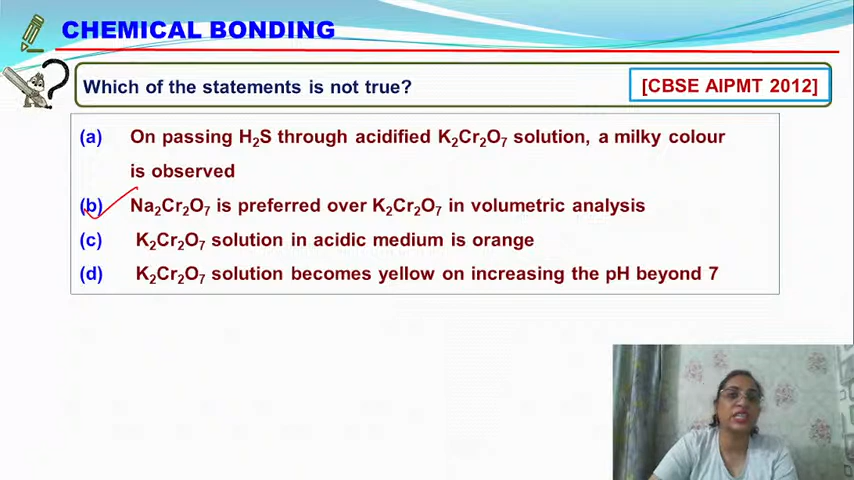 CHEMICAL BONDING
Which of the statements is not true?
[CBSE AIPMT 2012]
(a) On passing H₂S through acidified K₂Cr₂O₇ solution, a milky colour
is observed
(b) Na₂Cr₂O₇ is preferred over K₂Cr₂O₇ in volumetric analysis
(c) K₂Cr₂O₇ solution in acidic medium is orange
(d) K₂Cr₂O₇ solution becomes yellow on increasing the pH beyond 7